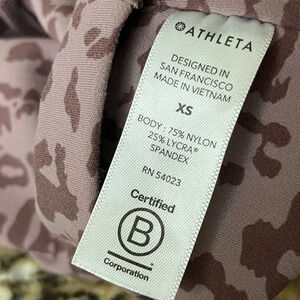 ATHLETA
DESIGNED IN
SAN FRANCISCO
MADE IN VIETNAM
XS
BODY : 75% NYLON
25% LYCRA®
SPANDEX
RN 54023
Certified
B
Corporation